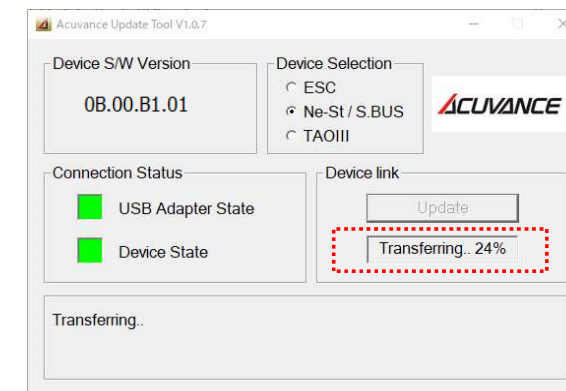 Acuvance Update Tool V1.0.7
Device S/W Version
0B.00.B1.01
Device Selection
ESC
Ne-St / S.BUS
TAOIII
ACUVANCE
Connection Status
USB Adapter State
Device State
Device link
Update
Transferring.. 24%
Transferring..